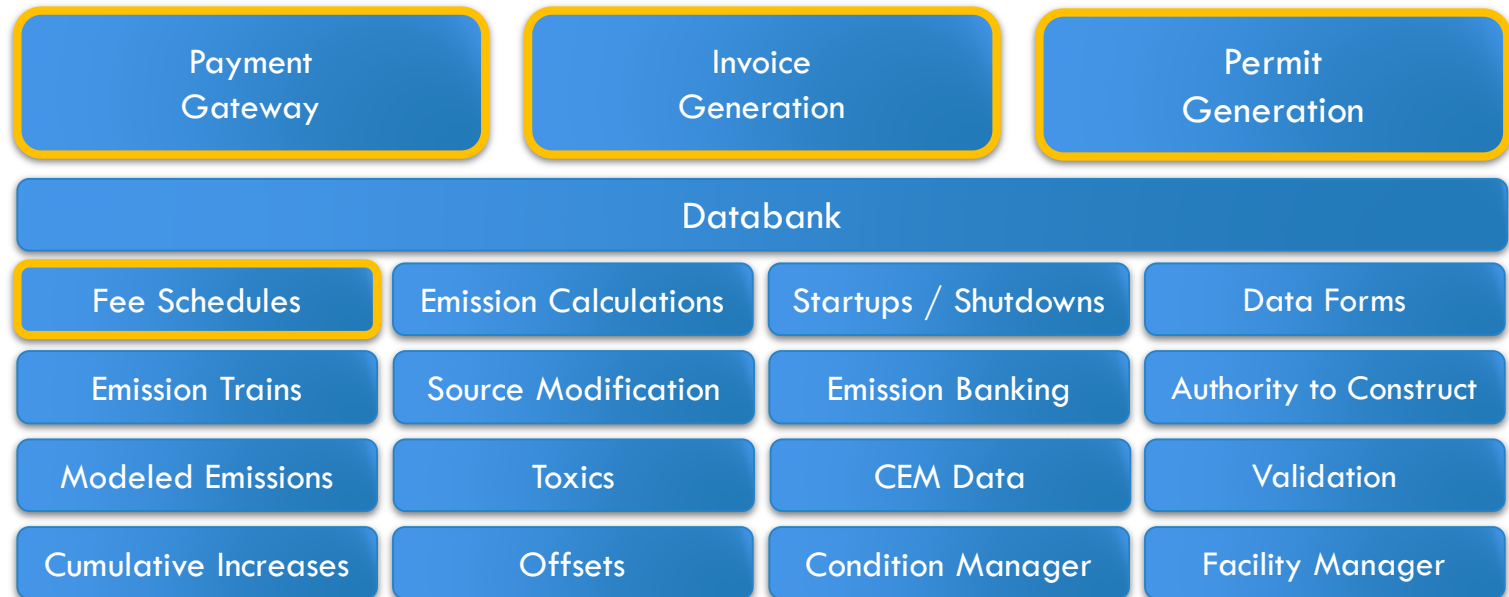 Payment
Gateway
Invoice
Generation
Permit
Generation
Databank
Fee Schedules
Emission Calculations
Startups / Shutdowns
Data Forms
Emission Trains
Source Modification
Emission Banking
Authority to Construct
Modeled Emissions
Toxics
CEM Data
Validation
Cumulative Increases
Offsets
Condition Manager
Facility Manager